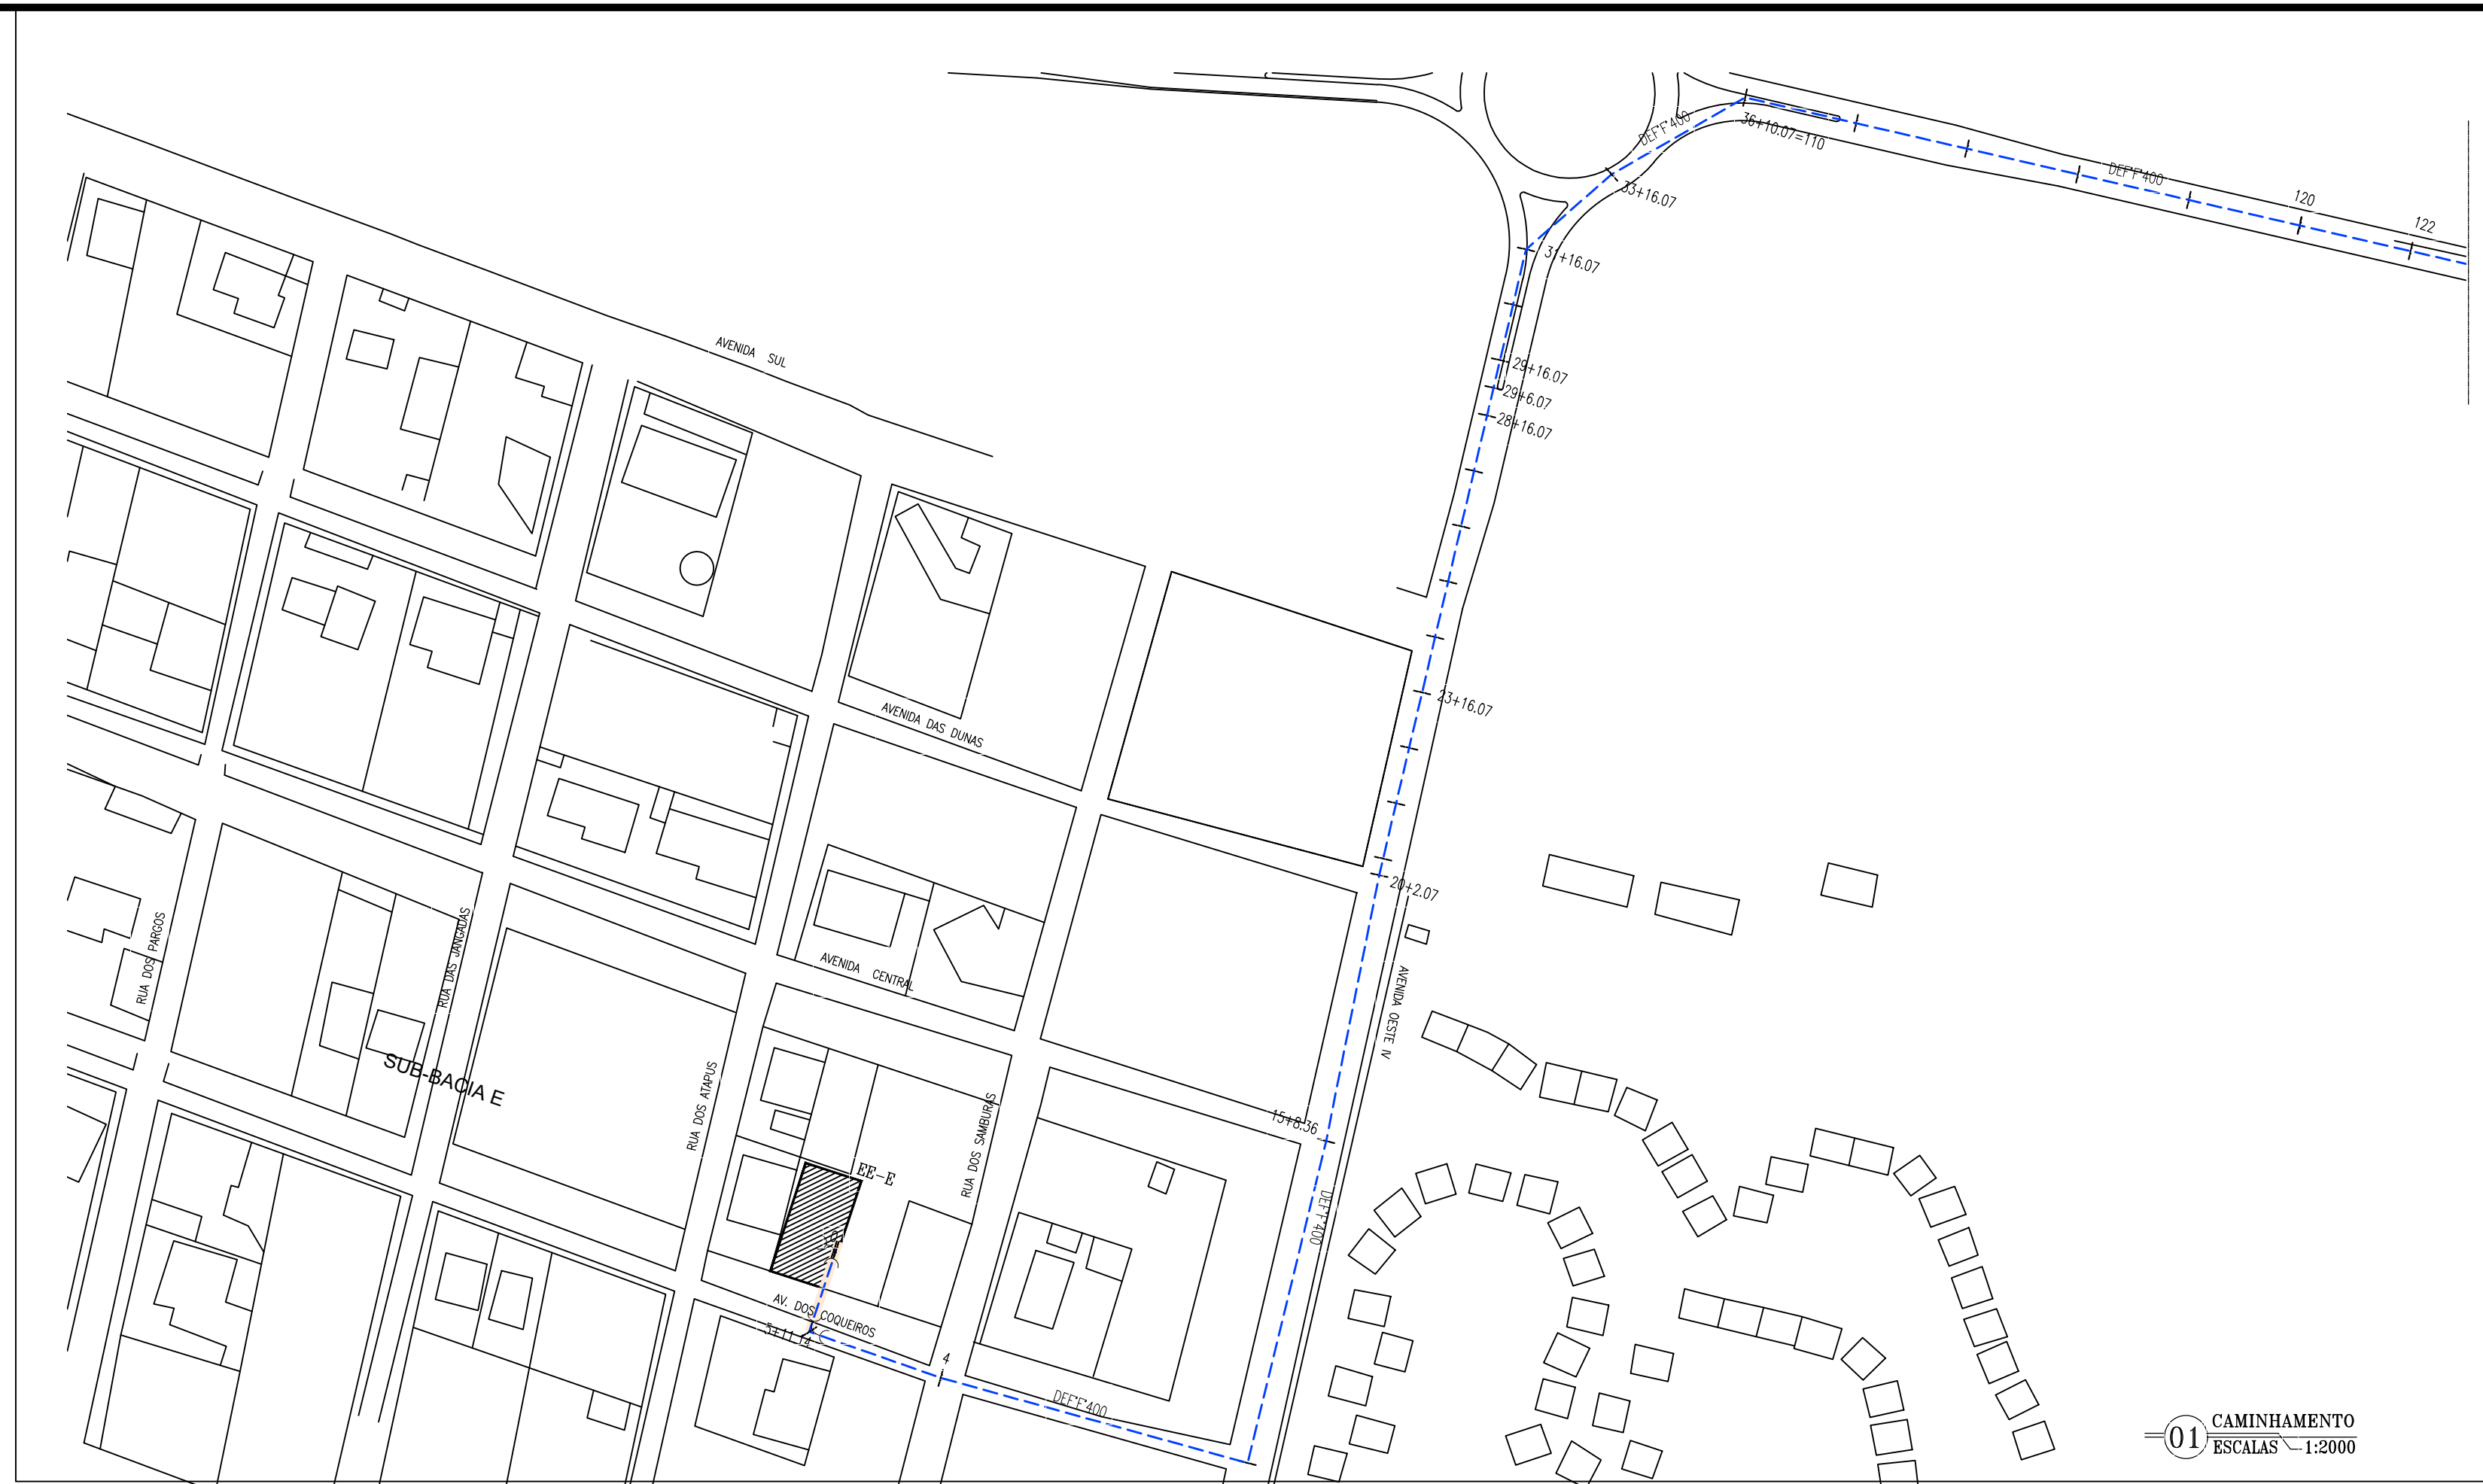 DEF°F°400
36+10.07=110
33+16.07
DEF°F°400
120
122
31+16.07
AVENIDA SUL
29+16.07
29+6.07
28+16.07
23+16.07
AVENIDA DAS DUNAS
20+2.07
RUA DOS PARGOS
RUA DAS JANGADAS
AVENIDA CENTRAL
AVENIDA OESTE IV
SUB-BACIA E
RUA DOS ATAPUS
RUA DOS SAMBURAS
15+8.36
EE-E
DEF°F°400
AV. DOS COQUEIROS
4
DEF°F°400
01
CAMINHAMENTO
ESCALAS 1:2000